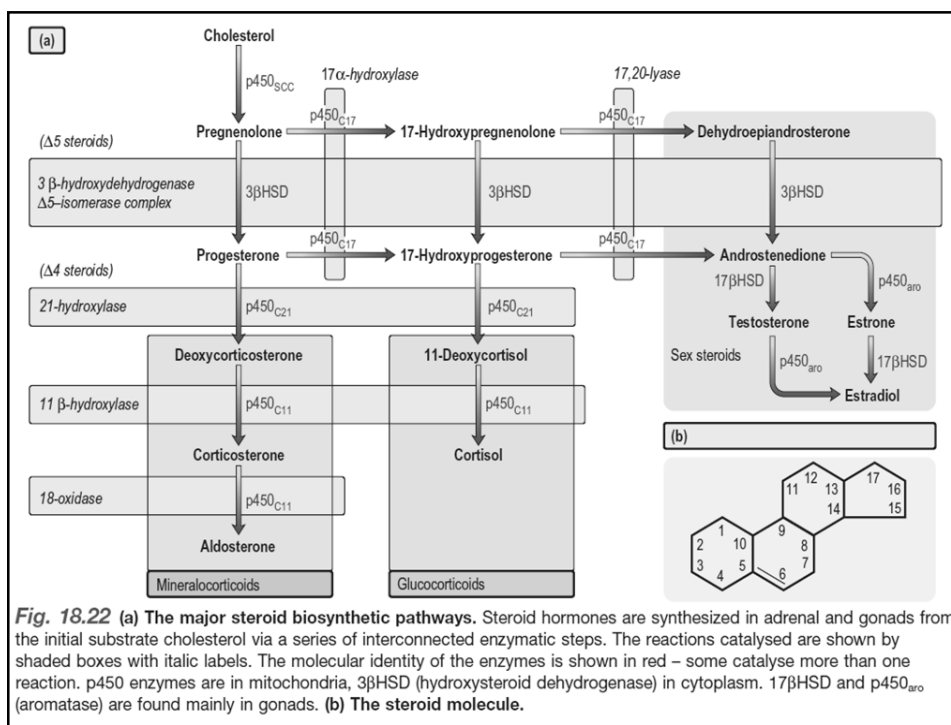 (a)
Cholesterol
p450SCC
17α-hydroxylase
17,20-lyase
p450C17
p450C17
(Δ5 steroids)
Pregnenolone
17-Hydroxypregnenolone
Dehydroepiandrosterone
3 β-hydroxydehydrogenase
Δ5–isomerase complex
3βHSD
3βHSD
3βHSD
p450C17
p450C17
(Δ4 steroids)
Progesterone
17-Hydroxyprogesterone
Androstenedione
21-hydroxylase
p450C21
p450C21
17βHSD
p450aro
Testosterone
Estrone
Deoxycorticosterone
11-Deoxycortisol
Sex steroids
p450aro
17βHSD
Estradiol
11 β-hydroxylase
p450C11
p450C11
Corticosterone
Cortisol
18-oxidase
p450C11
Aldosterone
Mineralocorticoids
Glucocorticoids
(b)
12
17
11
13
16
14
15
1
9
2
10
8
3
5
7
4
6
Fig. 18.22 (a) The major steroid biosynthetic pathways. Steroid hormones are synthesized in adrenal and gonads from
the initial substrate cholesterol via a series of interconnected enzymatic steps. The reactions catalysed are shown by
shaded boxes with italic labels. The molecular identity of the enzymes is shown in red – some catalyse more than one
reaction. p450 enzymes are in mitochondria, 3βHSD (hydroxysteroid dehydrogenase) in cytoplasm. 17βHSD and p450aro
(aromatase) are found mainly in gonads. (b) The steroid molecule.